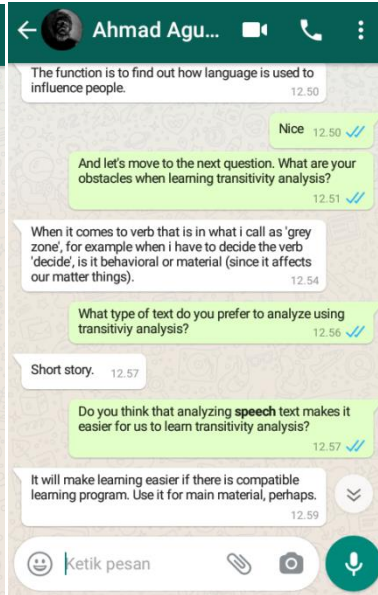 Ahmad Agu...
The function is to find out how language is used to
influence people.
12.50
Nice 12.50
And let's move to the next question. What are your
obstacles when learning transitivity analysis?
12.51
When it comes to verb that is in what i call as 'grey
zone', for example when i have to decide the verb
'decide', is it behavioral or material (since it affects
our matter things).
12.54
What type of text do you prefer to analyze using
transitiviy analysis?
12.56
Short story. 12.57
Do you think that analyzing speech text makes it
easier for us to learn transitivity analysis?
12.57
It will make learning easier if there is compatible
learning program. Use it for main material, perhaps.
12.59
Ketik pesan